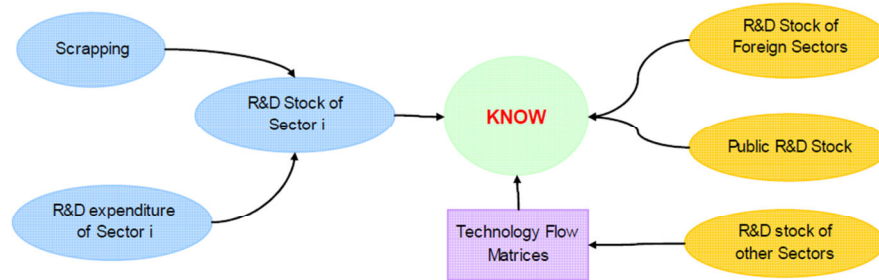 Scrapping
R&D Stock of
Sector i
R&D expenditure
of Sector i
KNOW
Technology Flow
Matrices
R&D Stock of
Foreign Sectors
Public R&D Stock
R&D stock of
other Sectors